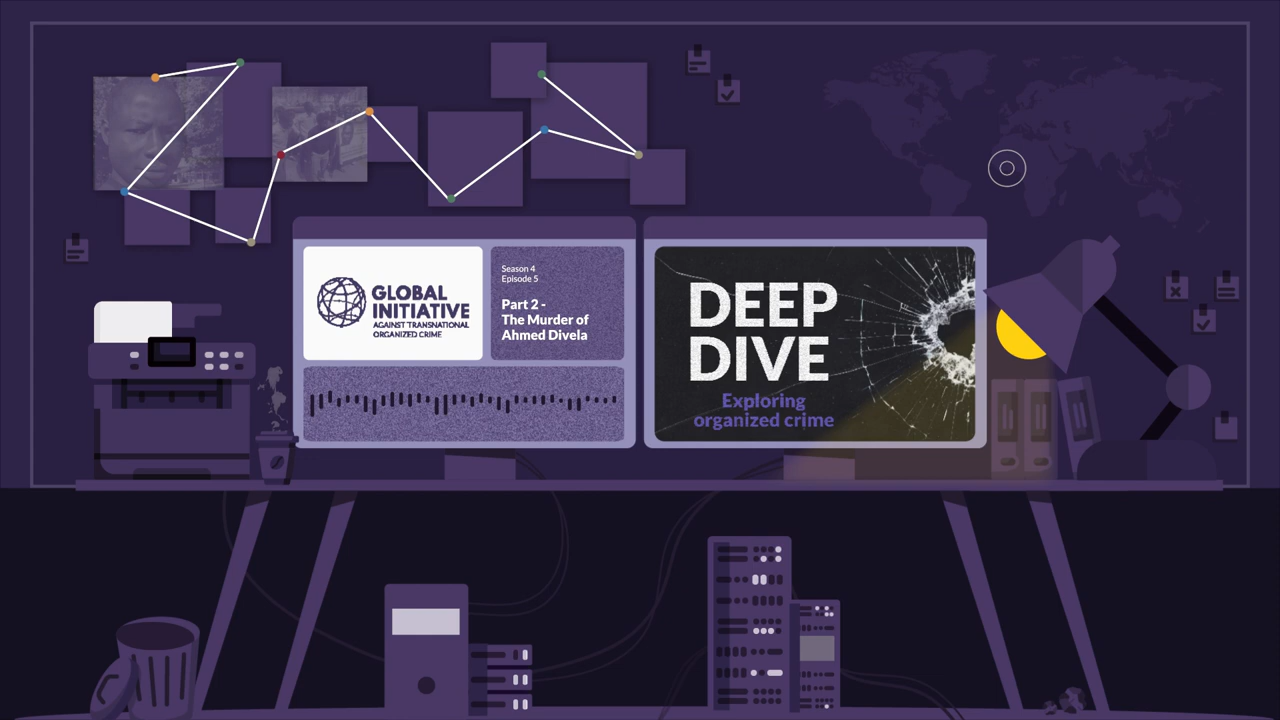 GLOBAL
INITIATIVE
AGAINST TRANSNATIONAL
ORGANIZED CRIME
Season 4
Episode 5
Part 2 -
The Murder of
Ahmed Divela
DEEP
DIVE
Exploring
organized crime